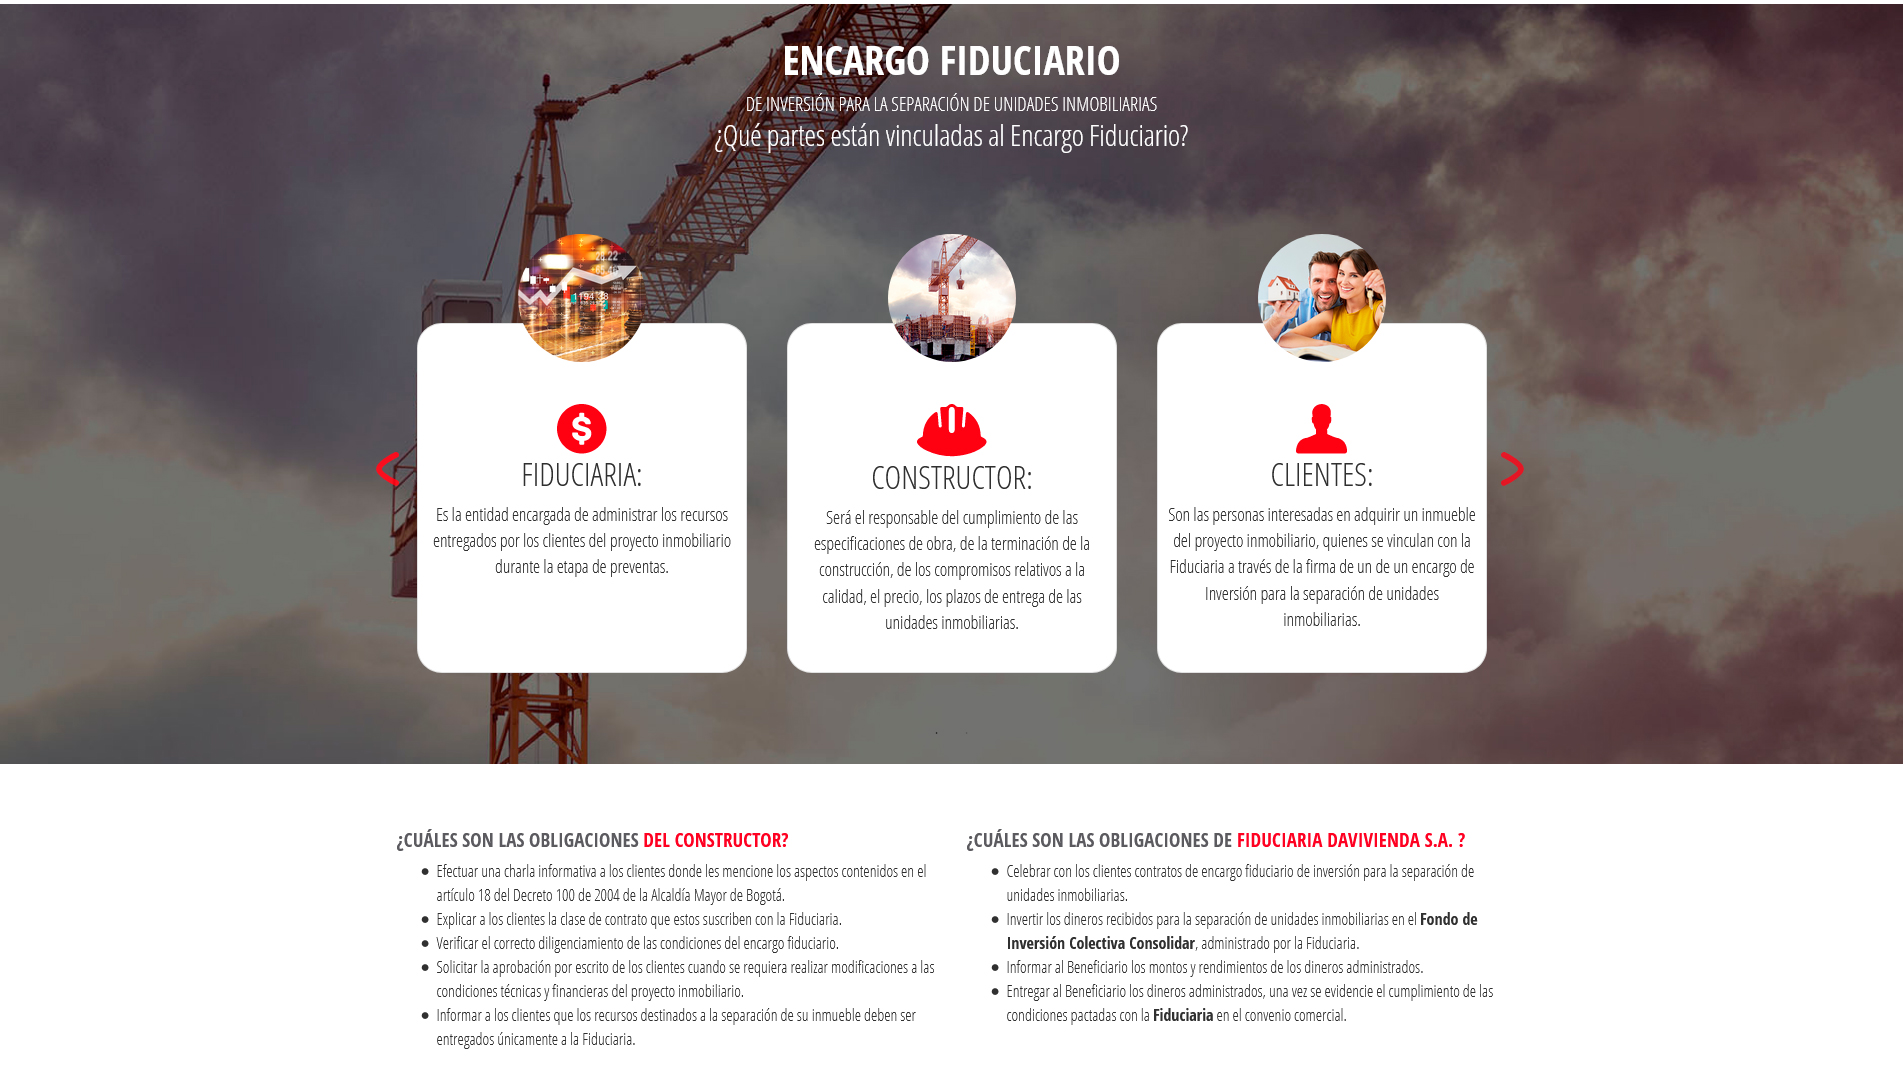 ENCARGO FIDUCIARIO
DE INVERSIÓN PARA LA SEPARACIÓN DE UNIDADES INMOBILIARIAS
¿Qué partes están vinculadas al Encargo Fiduciario?
1194.38
FIDUCIARIA:
Es la entidad encargada de administrar los recursos
entregados por los clientes del proyecto inmobiliario
durante la etapa de preventas.
CONSTRUCTOR:
Será el responsable del cumplimiento de las
especificaciones de obra, de la terminación de la
construcción, de los compromisos relativos a la
calidad, el precio, los plazos de entrega de las
unidades inmobiliarias.
CLIENTES:
Son las personas interesadas en adquirir un inmueble
del proyecto inmobiliario, quienes se vinculan con la
Fiduciaria a través de la firma de un de un encargo de
Inversión para la separación de unidades
inmobiliarias.
¿CUÁLES SON LAS OBLIGACIONES DEL CONSTRUCTOR?
Efectuar una charla informativa a los clientes donde les mencione los aspectos contenidos en el
artículo 18 del Decreto 100 de 2004 de la Alcaldía Mayor de Bogotá.
Explicar a los clientes la clase de contrato que estos suscriben con la Fiduciaria.
Verificar el correcto diligenciamiento de las condiciones del encargo fiduciario.
Solicitar la aprobación por escrito de los clientes cuando se requiera realizar modificaciones a las
condiciones técnicas y financieras del proyecto inmobiliario.
Informar a los clientes que los recursos destinados a la separación de su inmueble deben ser
entregados únicamente a la Fiduciaria.
¿CUÁLES SON LAS OBLIGACIONES DE FIDUCIARIA DAVIVIENDA S.A. ?
Celebrar con los clientes contratos de encargo fiduciario de inversión para la separación de
unidades inmobiliarias.
Invertir los dineros recibidos para la separación de unidades inmobiliarias en el Fondo de
Inversión Colectiva Consolidar, administrado por la Fiduciaria.
Informar al Beneficiario los montos y rendimientos de los dineros administrados.
Entregar al Beneficiario los dineros administrados, una vez se evidencie el cumplimiento de las
condiciones pactadas con la Fiduciaria en el convenio comercial.